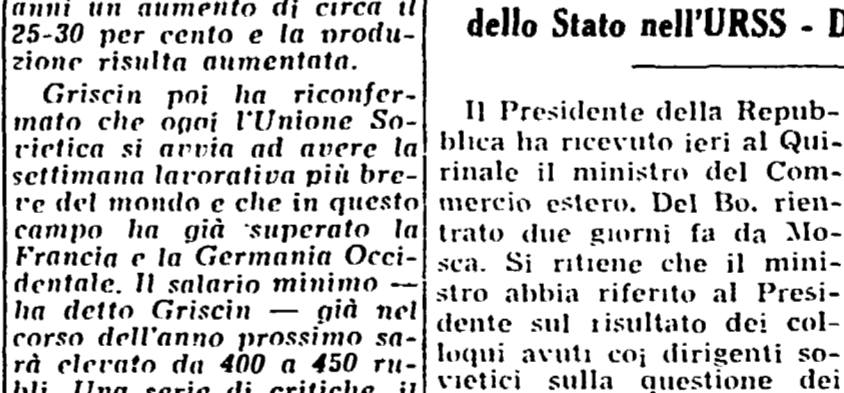 anni un aumento di circa il
25-30 per cento e la produ-
zione risulta aumentata.
Griscin poi ha riconfer-
mato che oggi l'Unione So-
vietica si avvia ad avere la
settimana lavorativa più bre-
ve del mondo e che in questo
campo ha già superato la
Francia e la Germania Occi-
dentale. Il salario minimo —
ha detto Griscin — già nel
corso dell'anno prossimo sa-
rà elevato da 400 a 450 ru-
bli. Una serie di critiche il
dello Stato nell'URSS - D
Il Presidente della Repub-
blica ha ricevuto ieri al Qui-
rinale il ministro del Com-
mercio estero. Del Bo. rien-
trato due giorni fa da Mo-
sca. Si ritiene che il mini-
stro abbia riferito al Presi-
dente sul risultato dei col-
loqui avuti coi dirigenti so-
vietici sulla questione dei